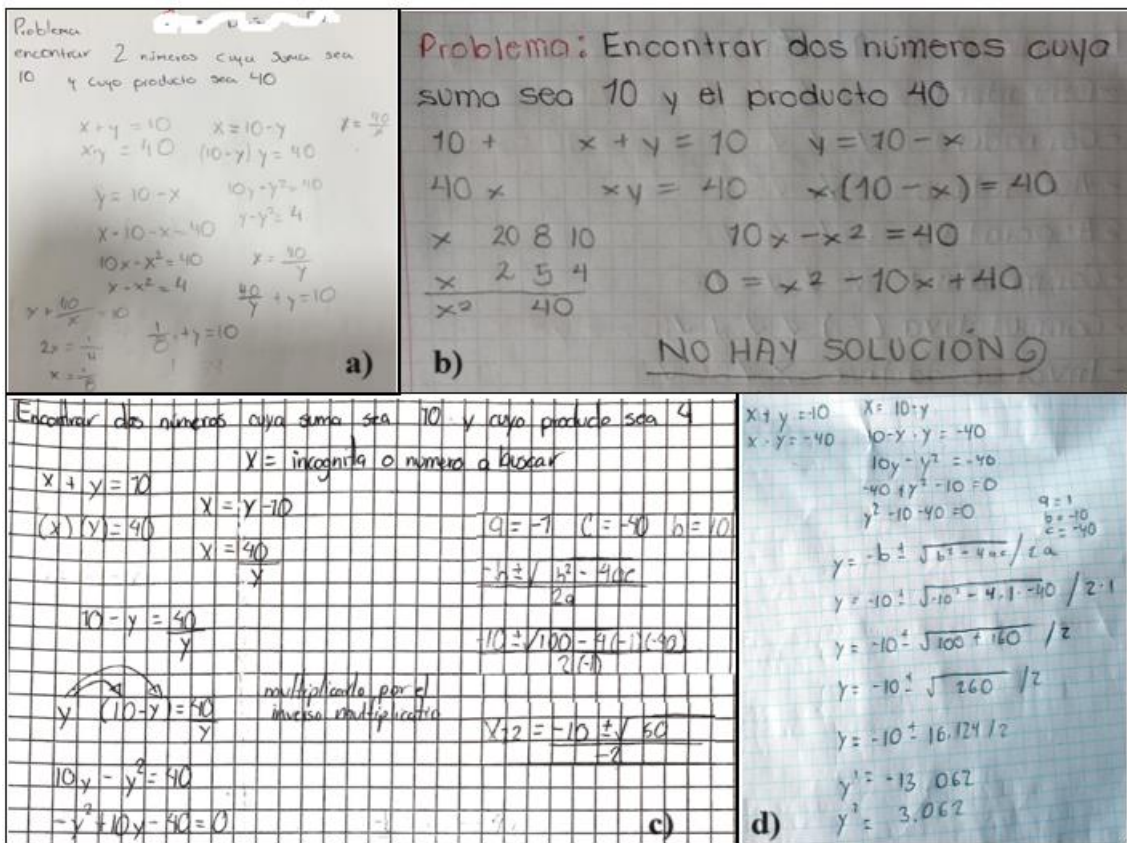 Problema
encontrar 2 números cuya suma sea
10 y cuyo producto sea 40
x + y = 10 x = 10 - y
x·y = 40 (10-y) y = 40
y = 10 - x 10y - y² = 40
x - 10 - x - 40 y - y² = 4
10x - x² = 40 x = 40/y
x - x² = 4 40/y + y = 10
x + 40/x = 10
2x = 1/4
a)
Problema: Encontrar dos números cuya
suma sea 10 y el producto 40
10 + x + y = 10 y = 10 - x
40 x xy = 40 x(10 - x) = 40
x 20 8 10 10x - x² = 40
x 2 5 4 0 = x² - 10x + 40
x² 40
NO HAY SOLUCIÓN
b)
Encontrar dos números cuya suma sea 10 y cuyo producto sea 4
X = incognita o numero a buscar
x + y = 10
x = y - 10
(x) (y) = 40
x = 40/y
10 - y = 40/y
y (10 - y) = 40/y
multiplicarlo por el
inverso multiplicativo
10y - y² = 40
-y² + 10y - 40 = 0
a = -1 c = -40 b = 10
-b ± √b² - 4ac / 2a
-10 ± √100 - 4(-1)(-40) / 2(-1)
= -10 ± √60 / -2
c)
x + y = 10 x = 10 - y
x · y = -40 10 - y · y = -40
10y - y² = -40
-40 + y² - 10 = 0
y² - 10 - 40 = 0
a = 1
b = -10
c = -40
y = -b ± √b² - 4ac / 2a
y = -10 ± √-10² - 4·1·-40 / 2·1
y = -10 ± √100 + 160 / 2
y = -10 ± √260 / 2
y = -10 ± 16.124 / 2
y¹ = -13 062
y² = 3.062
d)